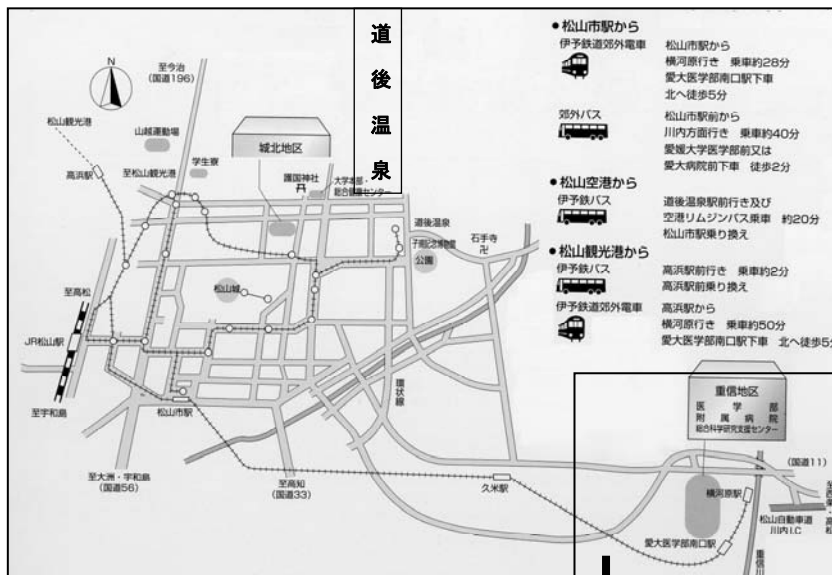 道後温泉
●松山市駅から
伊予鉄道郊外電車
松山市駅から
横河原行き 乗車約28分
愛大医学部南口駅下車
北へ徒歩5分
郊外バス
松山市駅前から
川内方面行き 乗車約40分
愛媛大学医学部前又は
愛大病院前下車 徒歩2分
●松山空港から
伊予鉄バス
道後温泉駅前行き及び
空港リムジンバス乗車 約20分
松山市駅乗り換え
●松山観光港から
伊予鉄バス
高浜駅前行き 乗車約2分
高浜駅前乗り換え
伊予鉄道郊外電車
高浜駅から
横河原行き 乗車約50分
愛大医学部南口駅下車 北へ徒歩5分
N
至今治
(国道196)
松山観光港
山越運動場
城北地区
学生寮
至松山観光港
高浜駅
護国神社
大学本部・
総合健康センター
道後温泉
子規記念博物館
石手寺
公園
松山城
至高松
JR松山駅
至宇和島
環状線
松山市駅
至大洲・宇和島
(国道56)
至高知
(国道33)
久米駅
重信地区
医学部
附属病院
総合科学研究支援センター
(国道11)
横河原駅
松山自動車道
川内I.C
愛大医学部南口駅
重信川